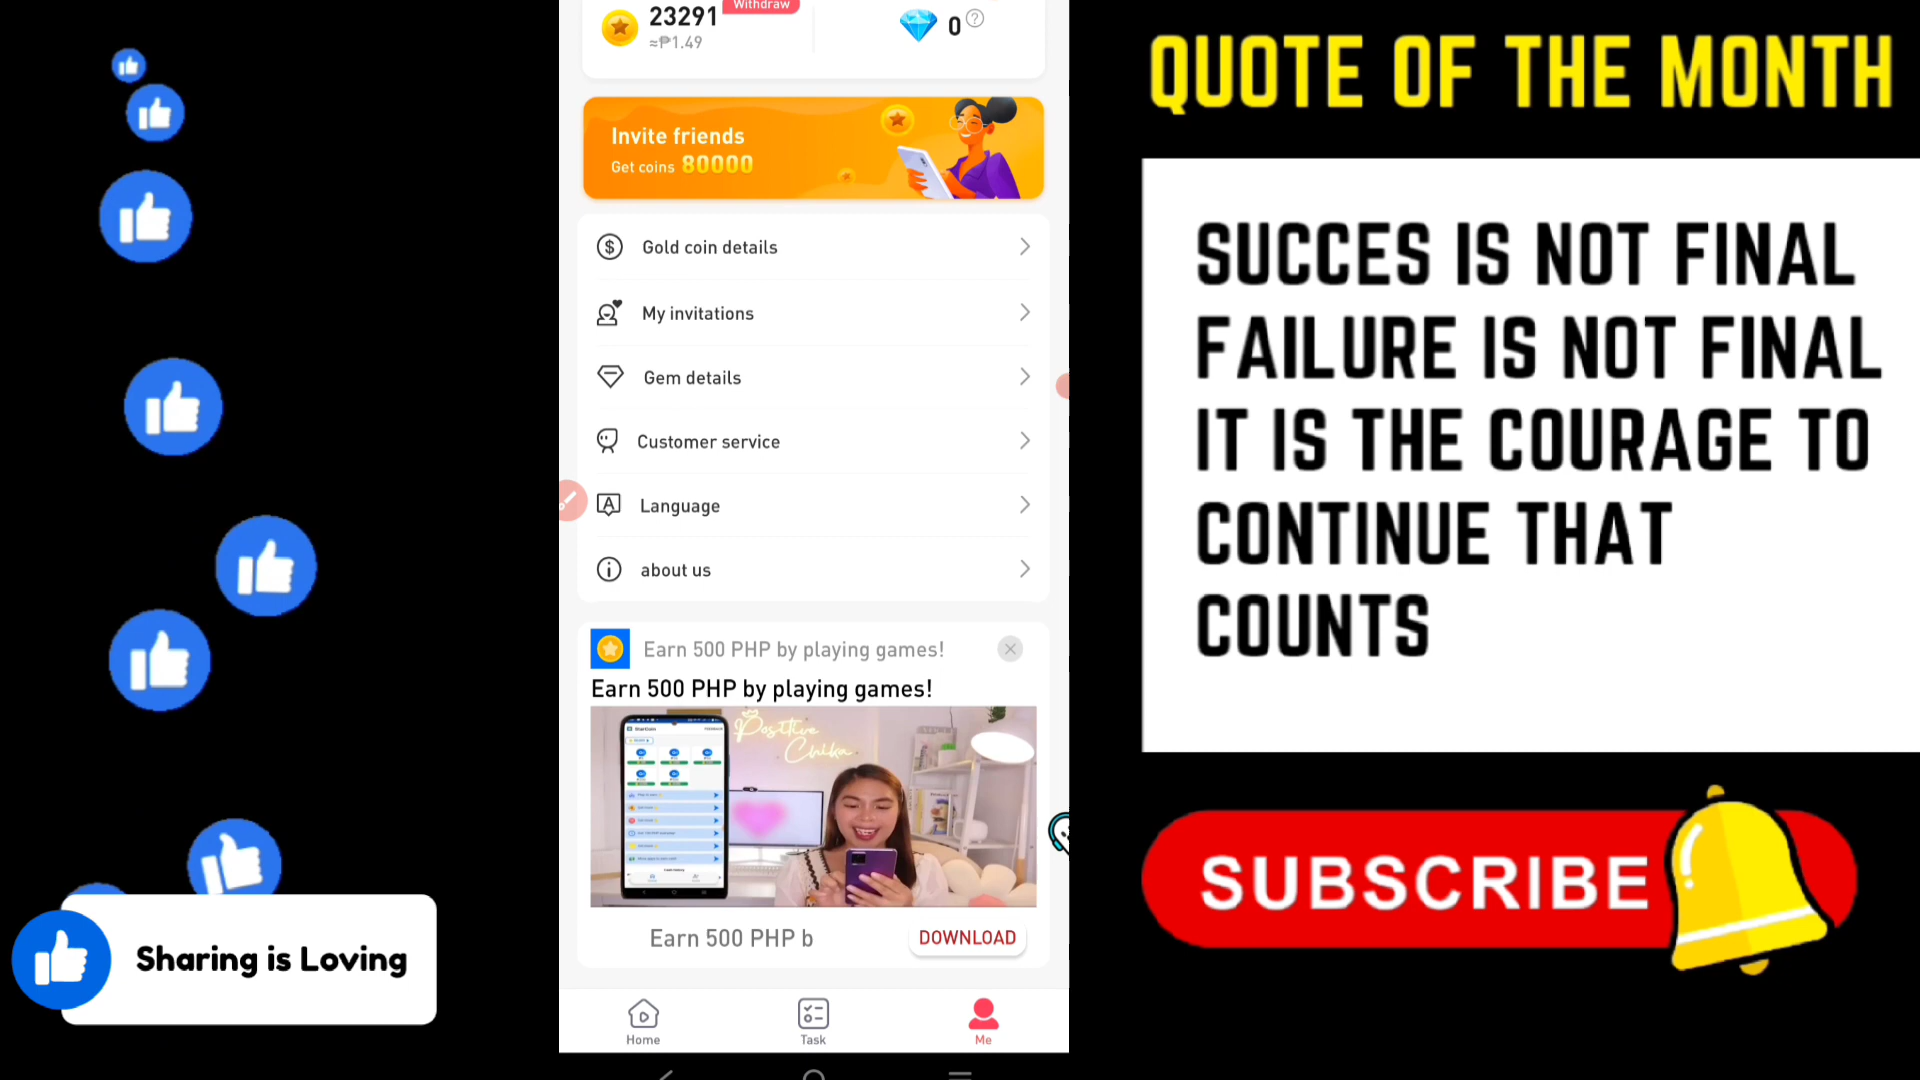 23291
Withdraw
≈₱1.49
0
Invite friends
Get coins 80000
Gold coin details
My invitations
Gem details
Customer service
Language
about us
Earn 500 PHP by playing games!
Earn 500 PHP by playing games!
Positive
Chika
Earn 500 PHP b
DOWNLOAD
Home
Task
Me
Sharing is Loving
QUOTE OF THE MONTH
SUCCES IS NOT FINAL
FAILURE IS NOT FINAL
IT IS THE COURAGE TO
CONTINUE THAT
COUNTS
SUBSCRIBE